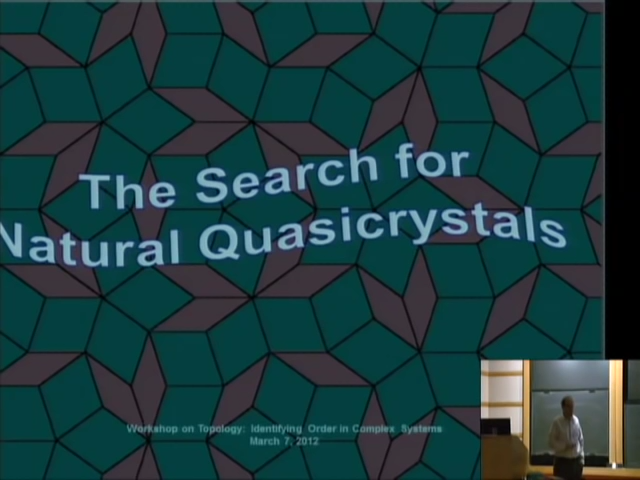 The Search for
Natural Quasicrystals
Workshop on Topology: Identifying Order in Complex Systems
March 7, 2012